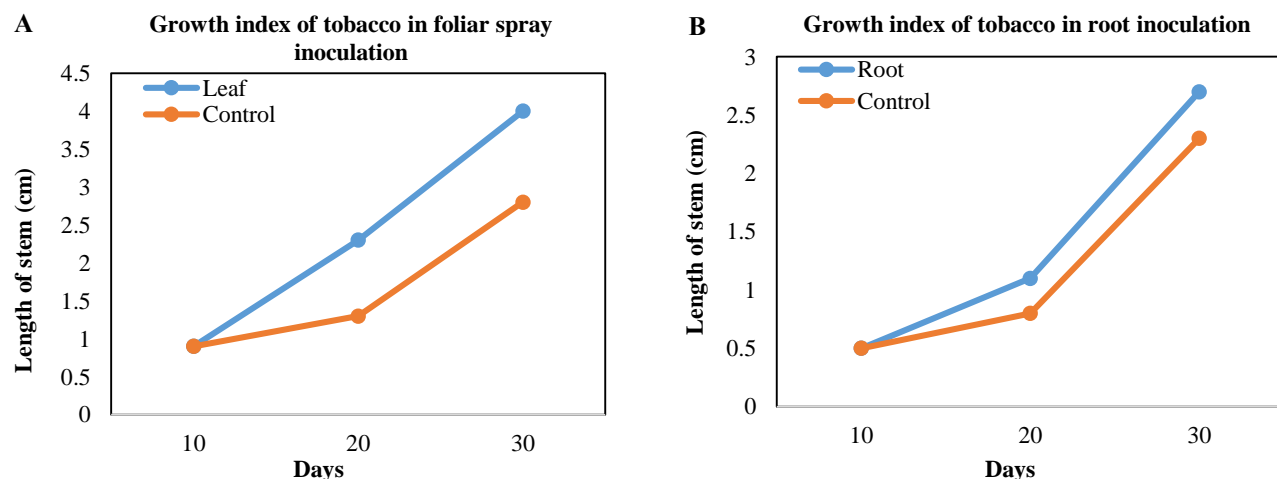 A
Growth index of tobacco in foliar spray
inoculation
Leaf
Control
4.5
4
3.5
3
2.5
2
1.5
1
0.5
0
Length of stem (cm)
10 20 30
Days
B
Growth index of tobacco in root inoculation
Root
Control
3
2.5
2
1.5
1
0.5
0
Length of stem (cm)
10 20 30
Days